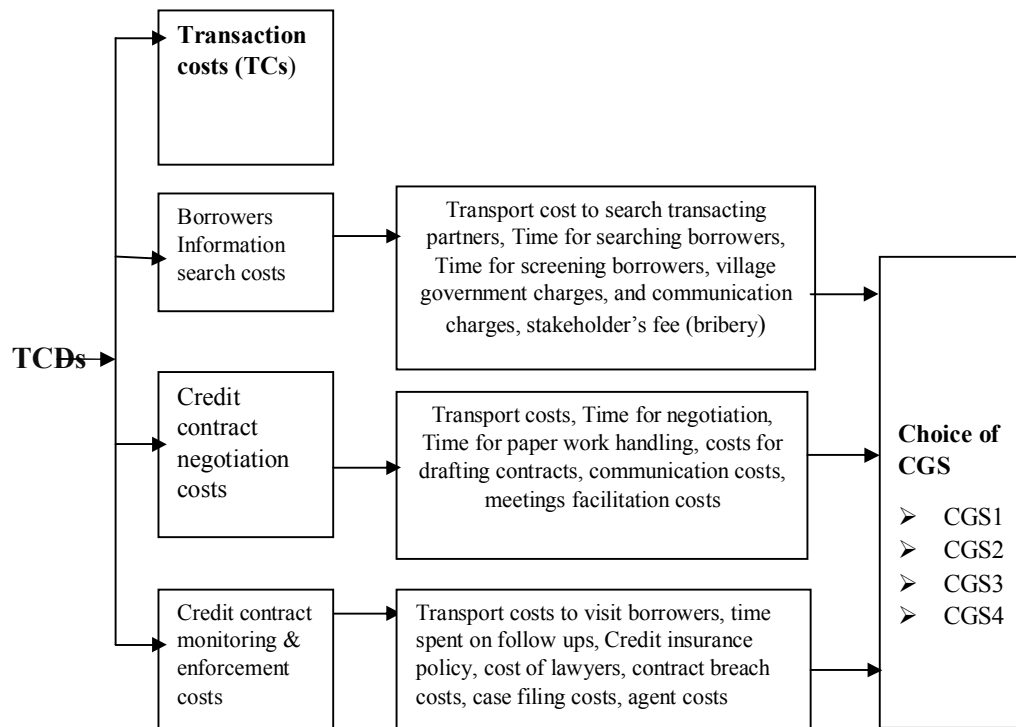 Transaction
costs (TCs)
Borrowers
Information
search costs
Transport cost to search transacting
partners, Time for searching borrowers,
Time for screening borrowers, village
government charges, and communication
charges, stakeholder’s fee (bribery)
TCDs
Credit
contract
negotiation
costs
Transport costs, Time for negotiation,
Time for paper work handling, costs for
drafting contracts, communication costs,
meetings facilitation costs
Choice of
CGS
➢ CGS1
➢ CGS2
➢ CGS3
➢ CGS4
Credit contract
monitoring &
enforcement
costs
Transport costs to visit borrowers, time
spent on follow ups, Credit insurance
policy, cost of lawyers, contract breach
costs, case filing costs, agent costs